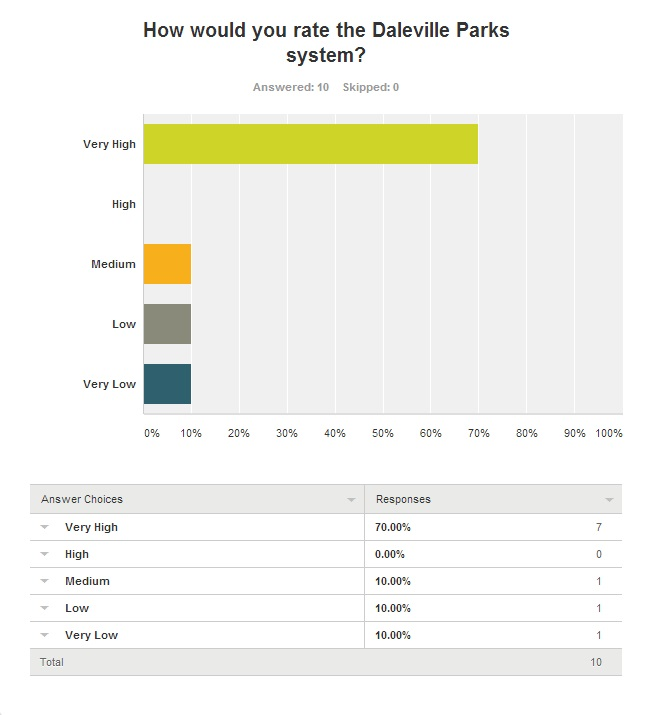 How would you rate the Daleville Parks
system?
Answered: 10 Skipped: 0
Very High
High
Medium
Low
Very Low
0% 10% 20% 30% 40% 50% 60% 70% 80% 90% 100%
Answer Choices Responses
Very High 70.00% 7
High 0.00% 0
Medium 10.00% 1
Low 10.00% 1
Very Low 10.00% 1
Total 10